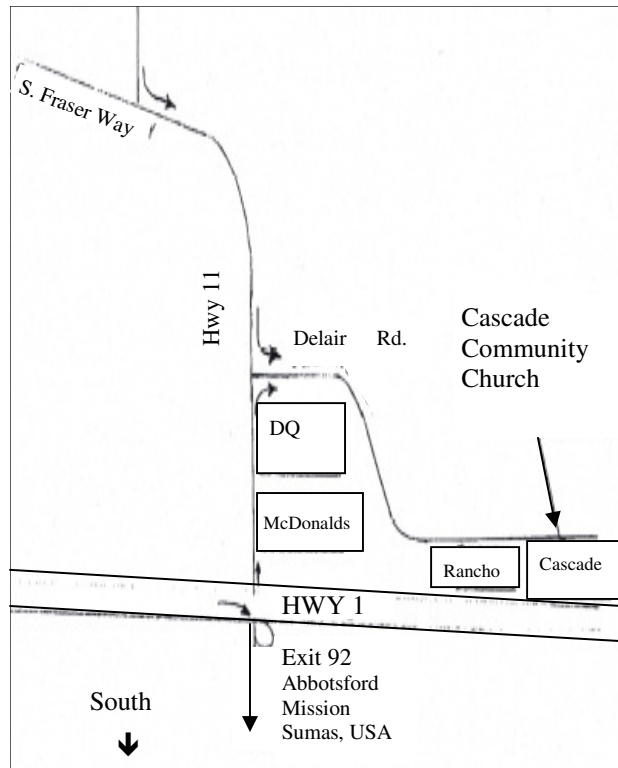 S. Fraser Way
Hwy 11
Delair Rd.
Cascade
Community
Church
DQ
McDonalds
Rancho
Cascade
HWY 1
Exit 92
Abbotsford
Mission
Sumas, USA
South